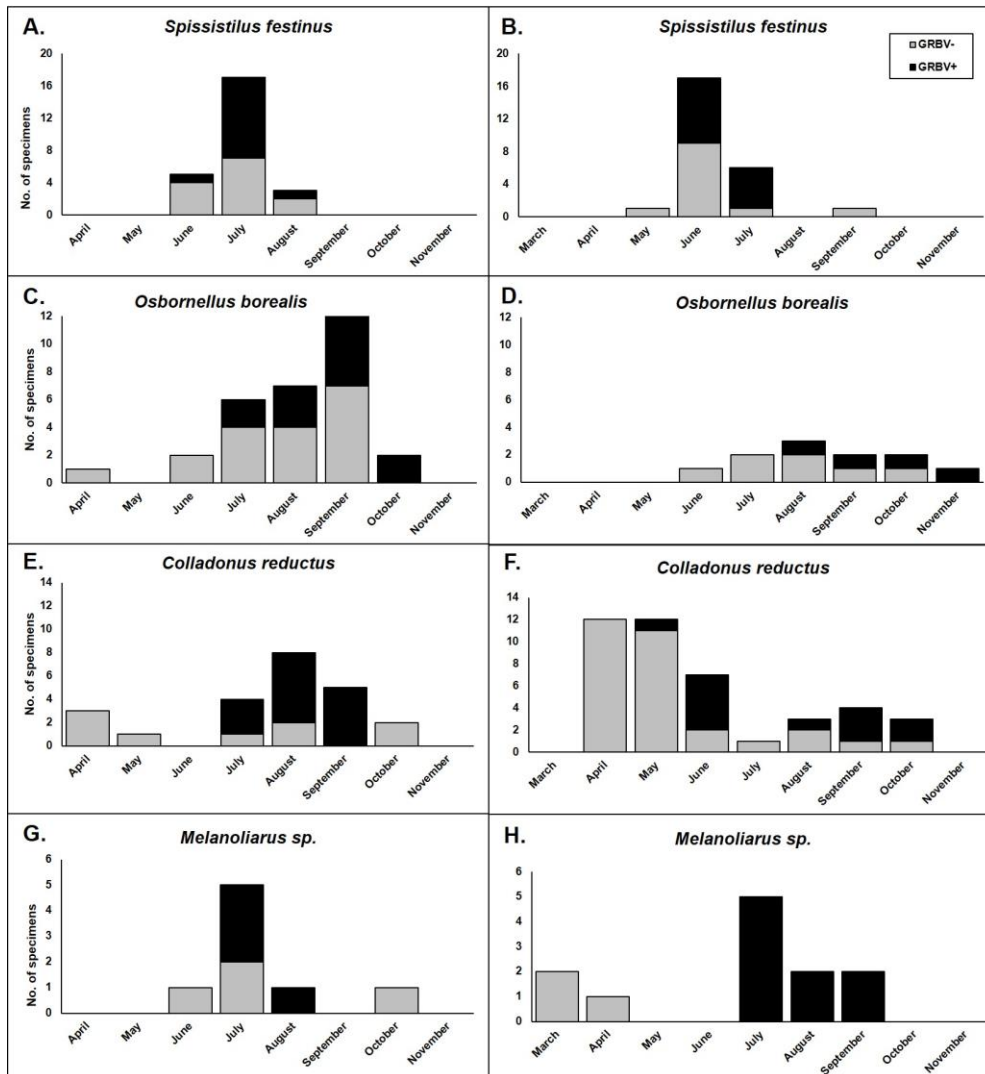 A.
Spissistilus festinus
No. of specimens
20
16
12
8
4
0
April
May
June
July
August
September
October
November
B.
Spissistilus festinus
GRBV-
GRBV+
20
16
12
8
4
0
March
April
May
June
July
August
September
October
November
C.
Osbornellus borealis
No. of specimens
12
10
8
6
4
2
0
April
May
June
July
August
September
October
November
D.
Osbornellus borealis
12
10
8
6
4
2
0
March
April
May
June
July
August
September
October
November
E.
Colladonus reductus
No. of specimens
14
12
10
8
6
4
2
0
April
May
June
July
August
September
October
November
F.
Colladonus reductus
14
12
10
8
6
4
2
0
March
April
May
June
July
August
September
October
November
G.
Melanoliarus sp.
No. of specimens
6
5
4
3
2
1
0
April
May
June
July
August
September
October
November
H.
Melanoliarus sp.
6
5
4
3
2
1
0
March
April
May
June
July
August
September
October
November